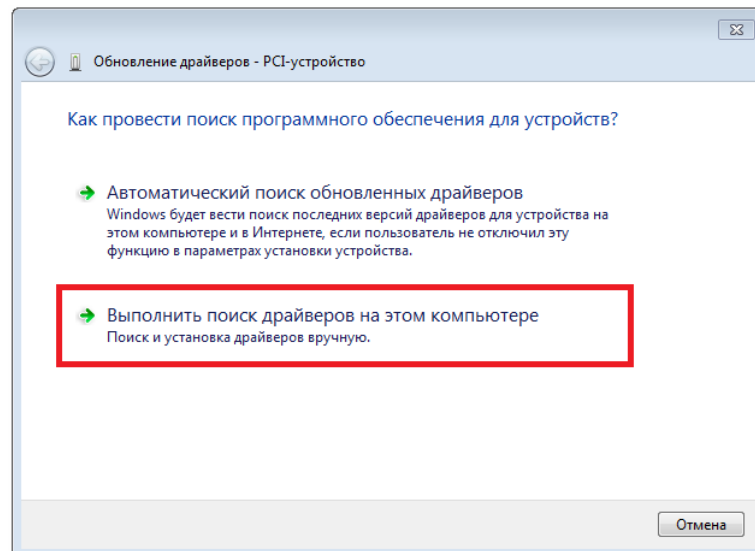 Обновление драйверов - PCI-устройство
Как провести поиск программного обеспечения для устройств?
Автоматический поиск обновленных драйверов
Windows будет вести поиск последних версий драйверов для устройства на
этом компьютере и в Интернете, если пользователь не отключил эту
функцию в параметрах установки устройства.
Выполнить поиск драйверов на этом компьютере
Поиск и установка драйверов вручную.
Отмена